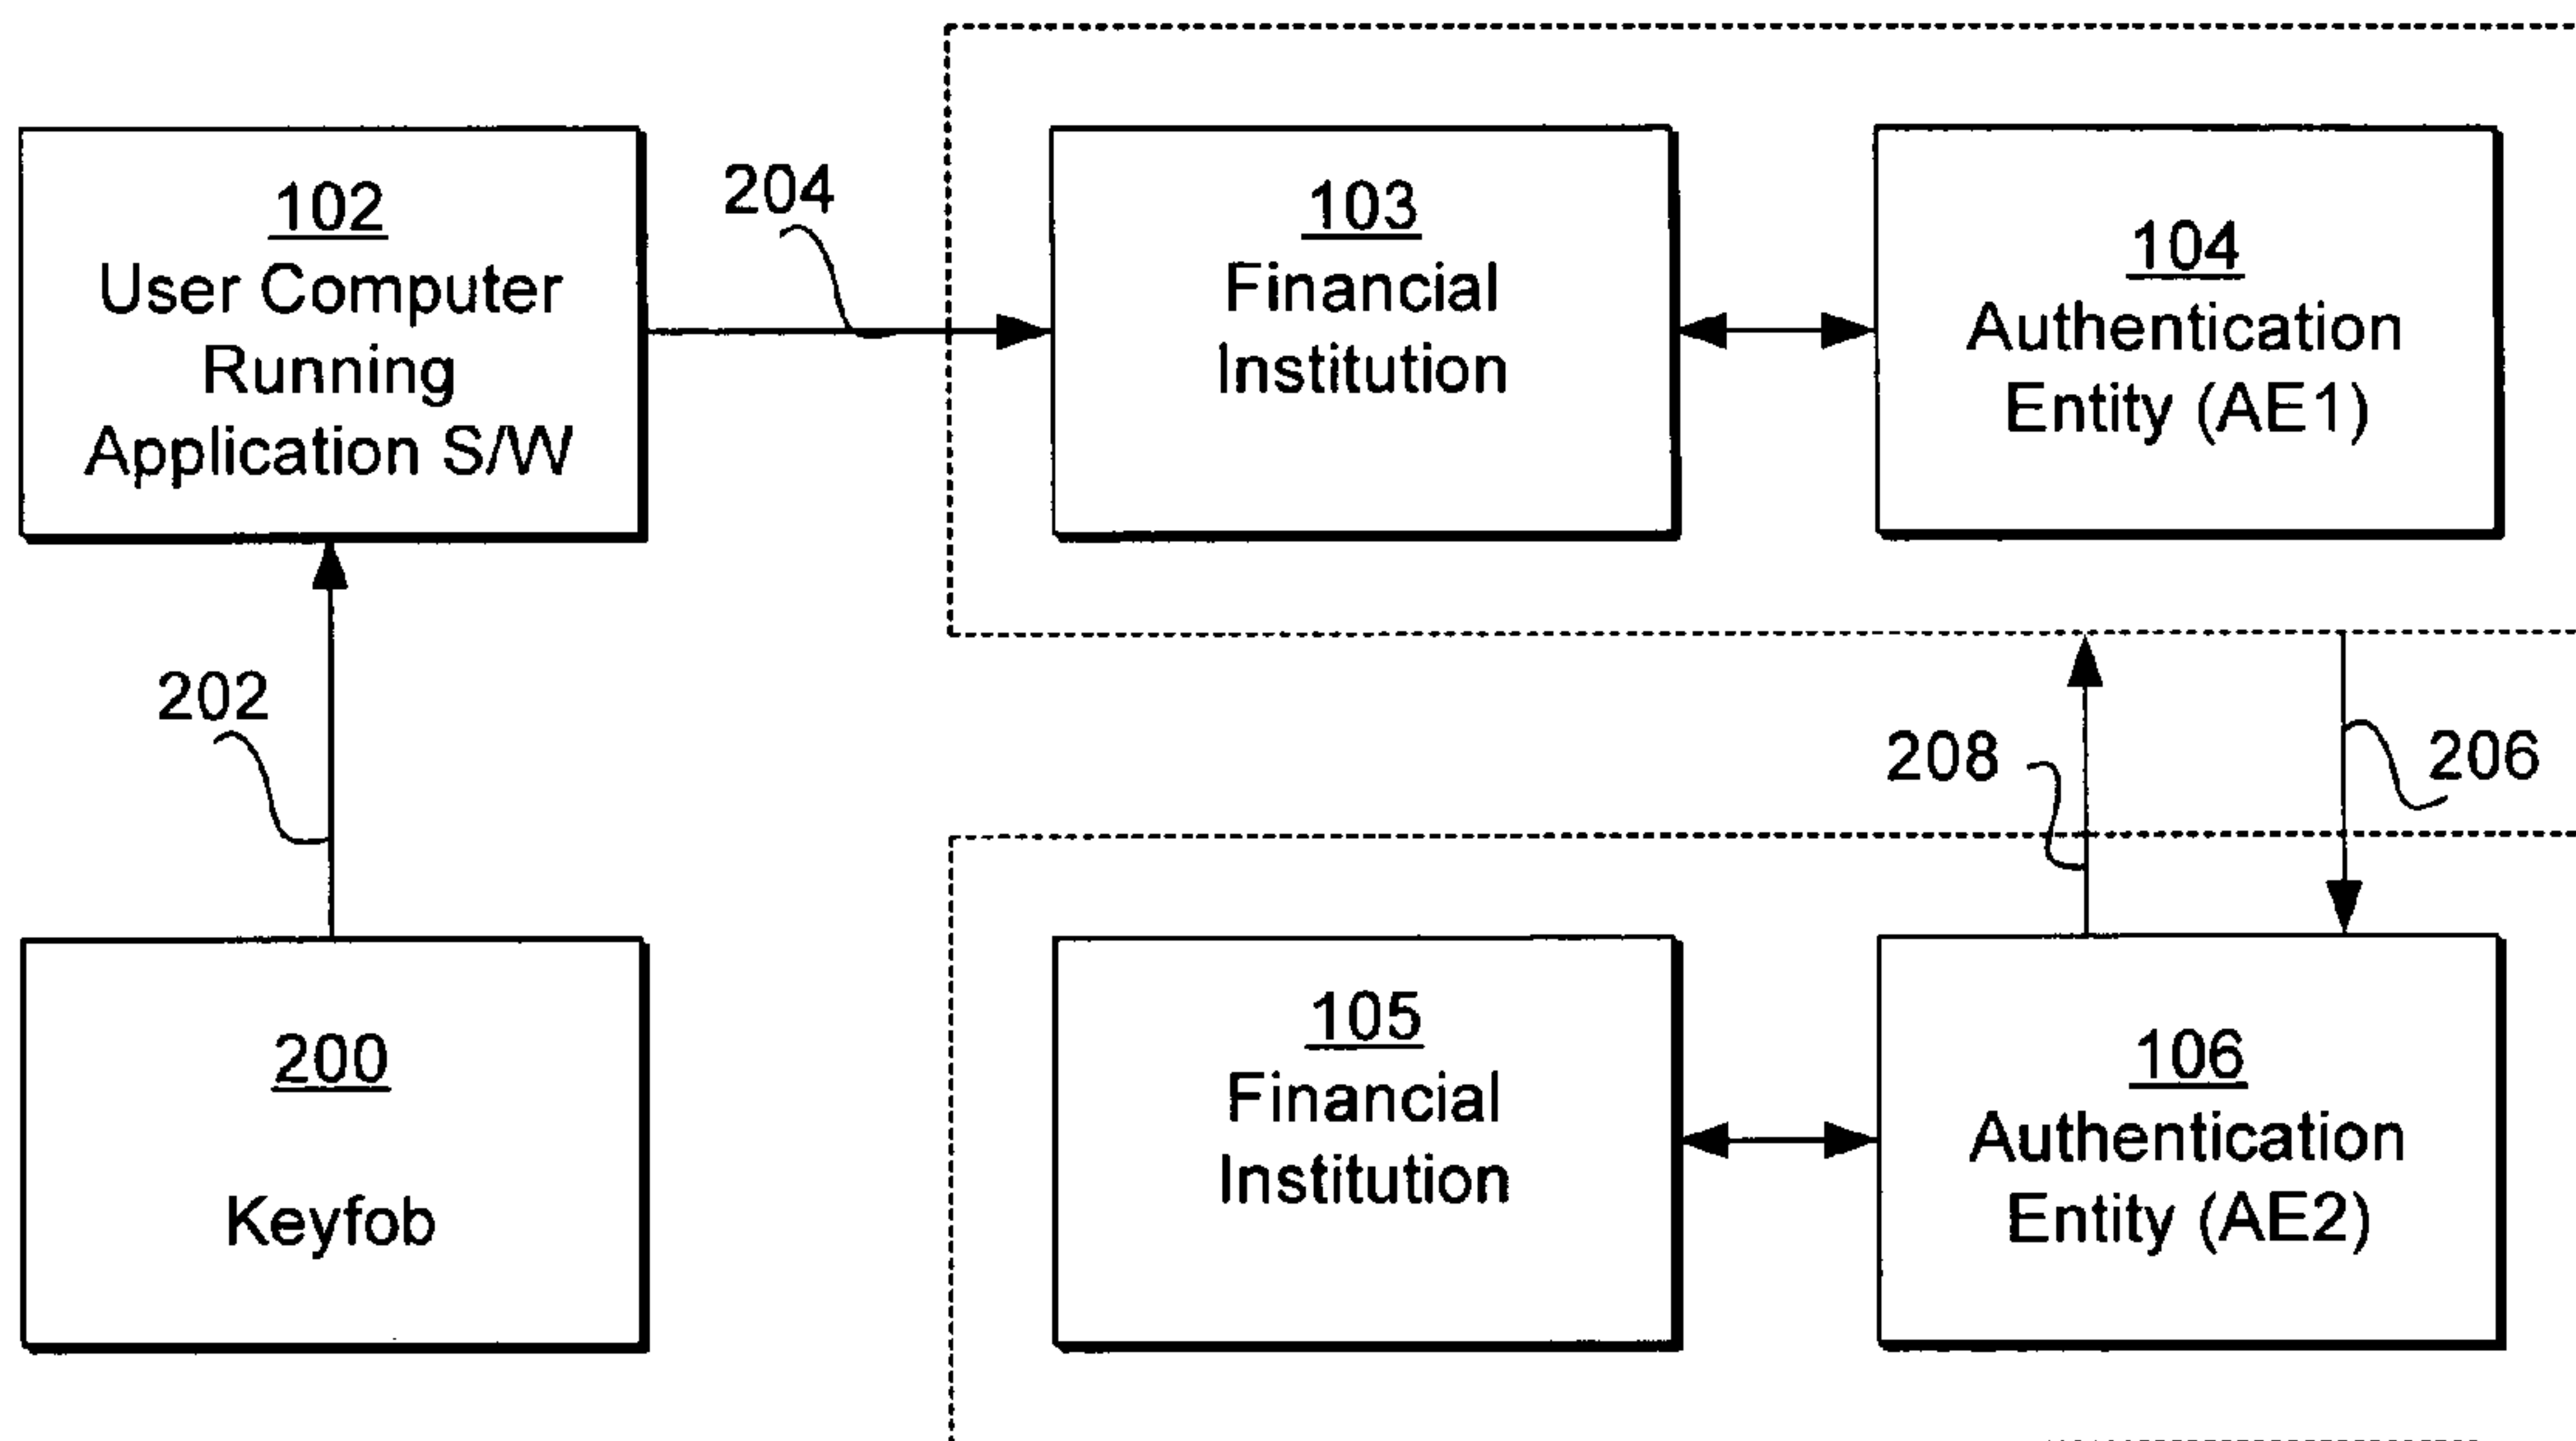 102
User Computer
Running
Application S/W
204
103
Financial
Institution
104
Authentication
Entity (AE1)
202
208
206
200
Keyfob
105
Financial
Institution
106
Authentication
Entity (AE2)